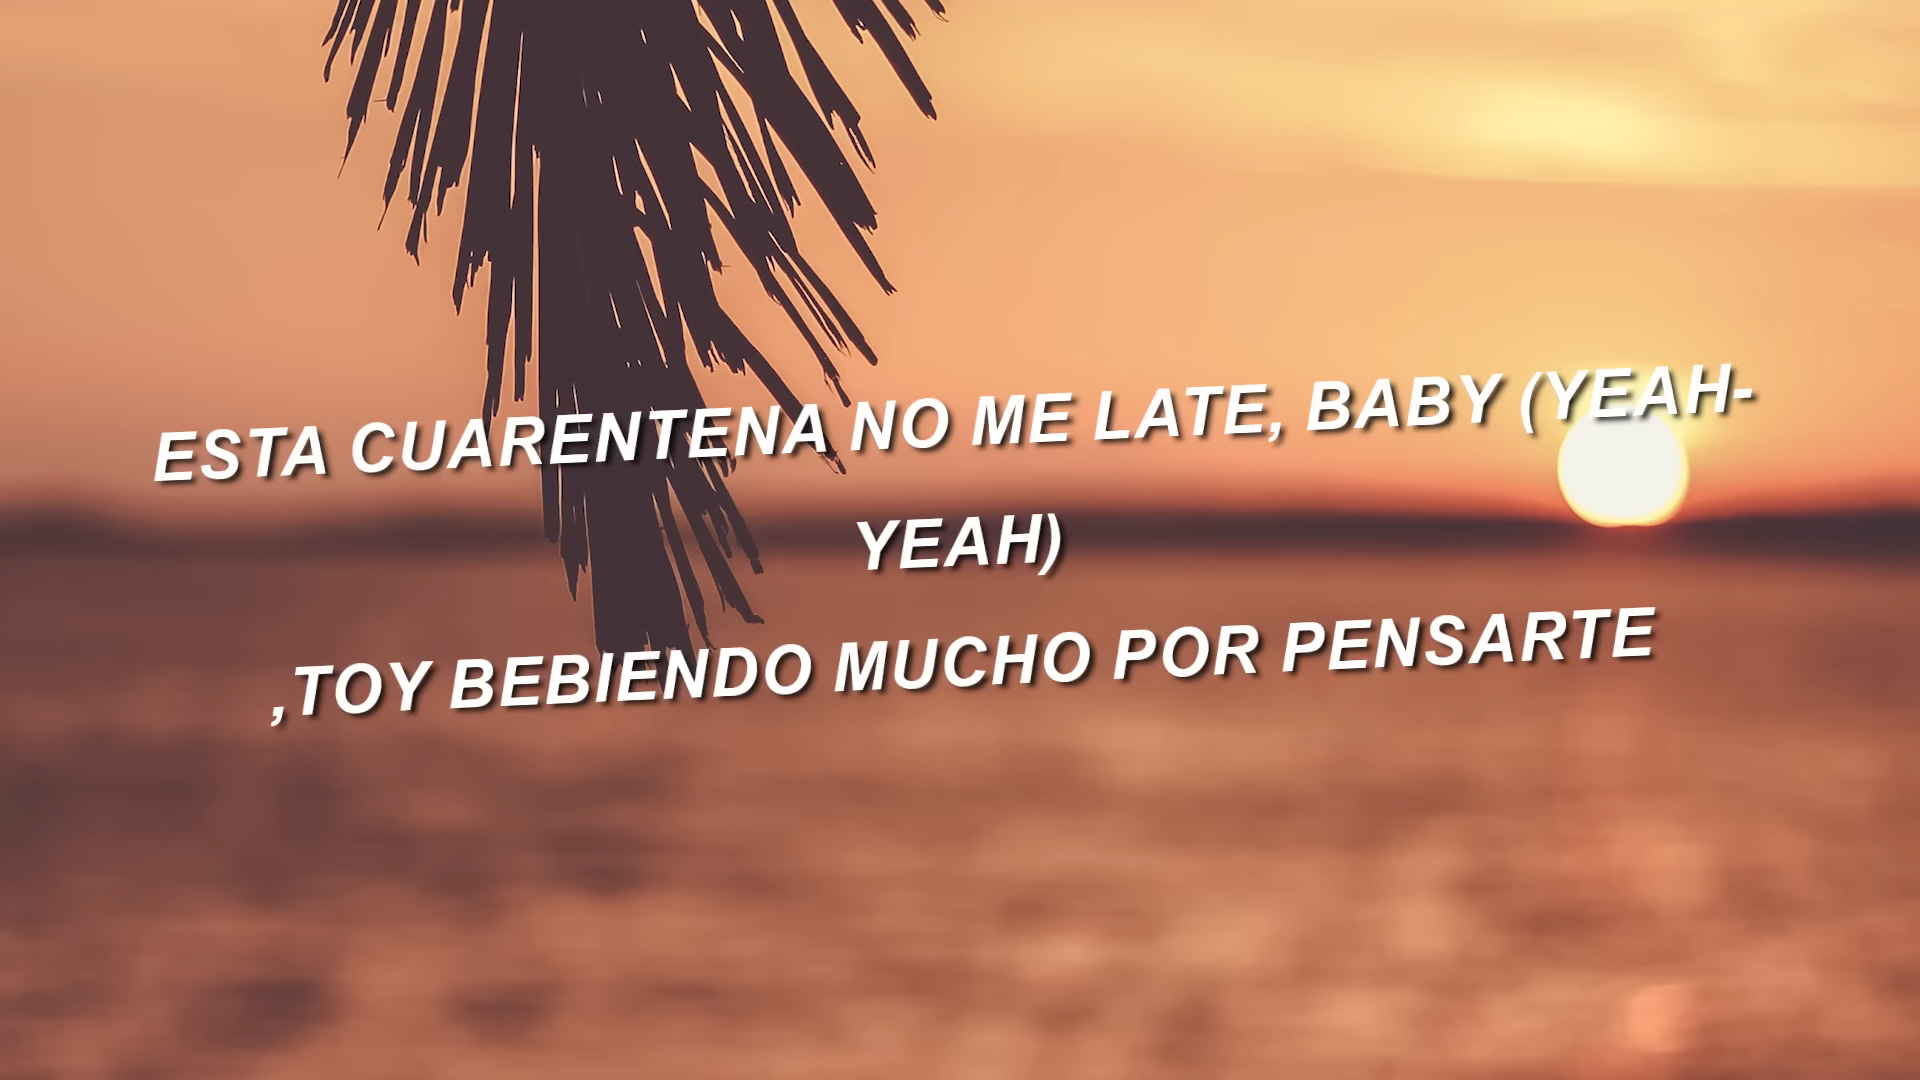 ESTA CUARENTENA NO ME LATE, BABY (YEAH-
YEAH)
,TOY BEBIENDO MUCHO POR PENSARTE